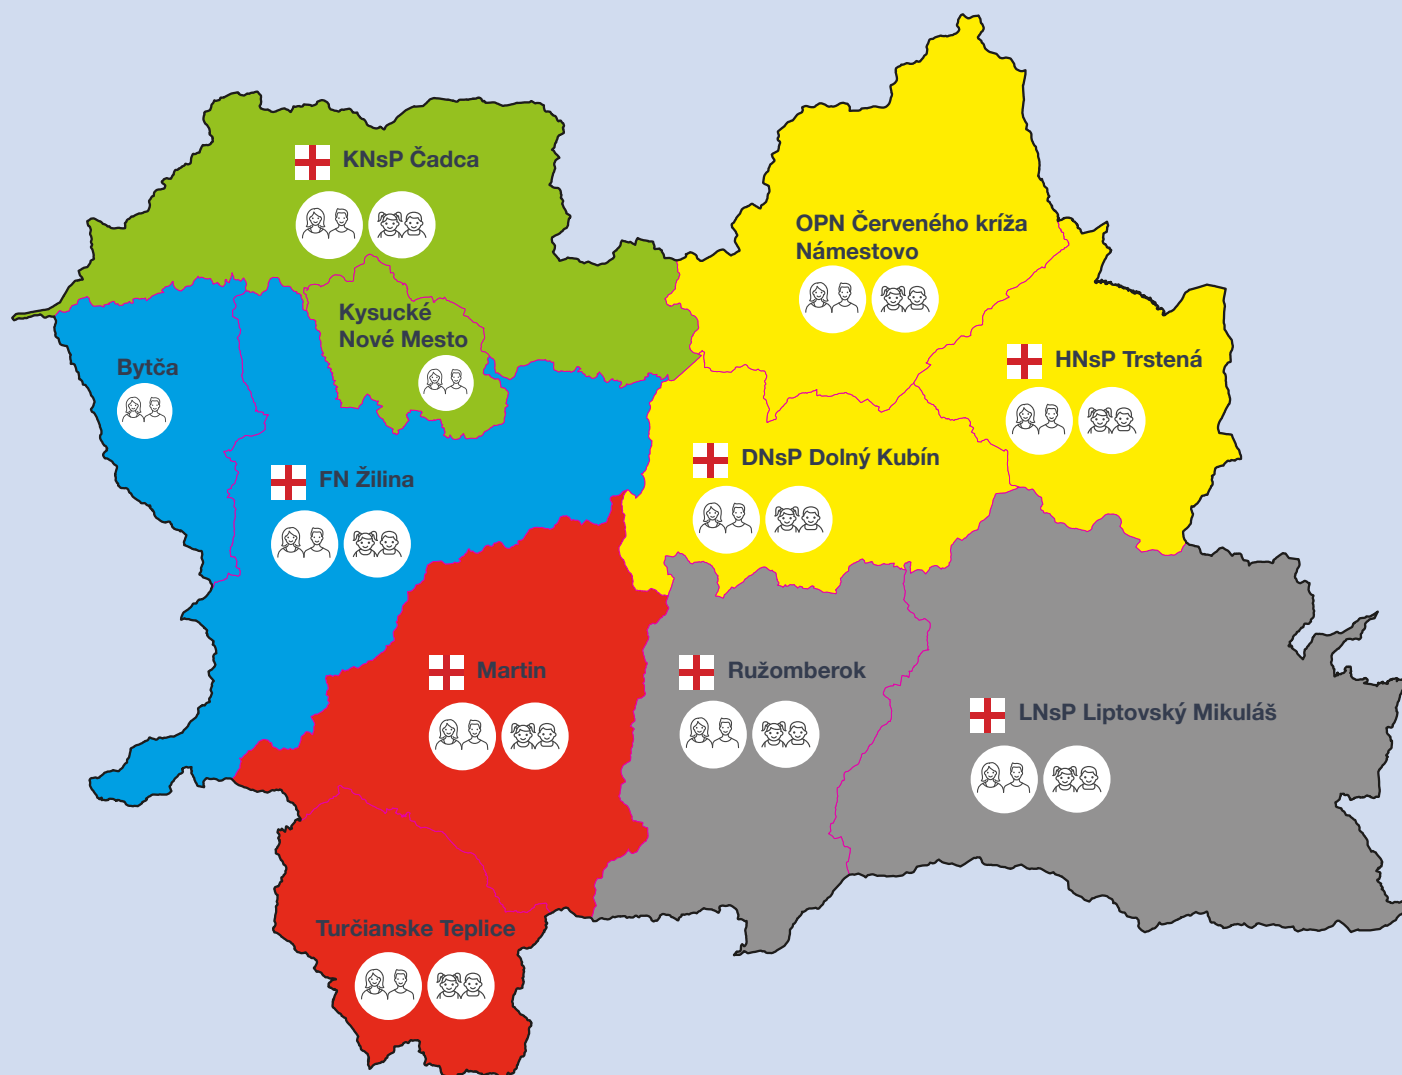 KNsP Čadca
OPN Červeného kríža
Námestovo
Kysucké
Nové Mesto
Bytča
HNsP Trstená
DNsP Dolný Kubín
FN Žilina
Martin
Ružomberok
LNsP Liptovský Mikuláš
Turčianske Teplice